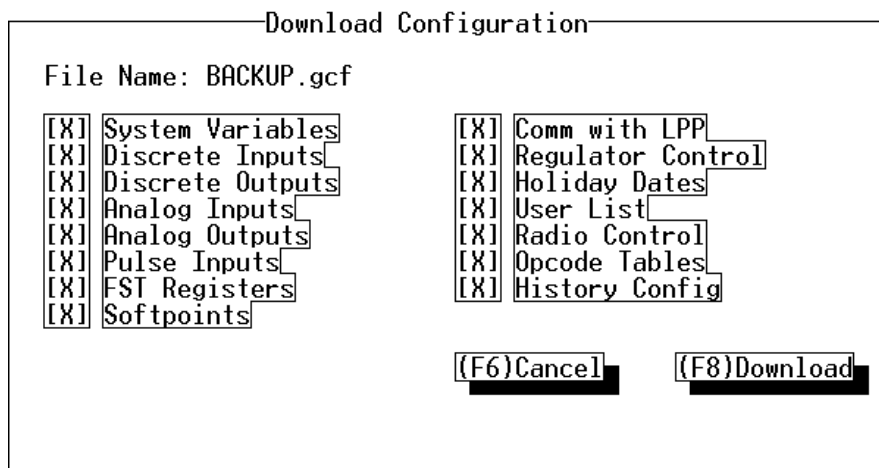 Download Configuration
File Name: BACKUP.gcf
[X] System Variables
[X] Discrete Inputs
[X] Discrete Outputs
[X] Analog Inputs
[X] Analog Outputs
[X] Pulse Inputs
[X] FST Registers
[X] Softpoints
[X] Comm with LPP
[X] Regulator Control
[X] Holiday Dates
[X] User List
[X] Radio Control
[X] Opcode Tables
[X] History Config
(F6)Cancel
(F8)Download